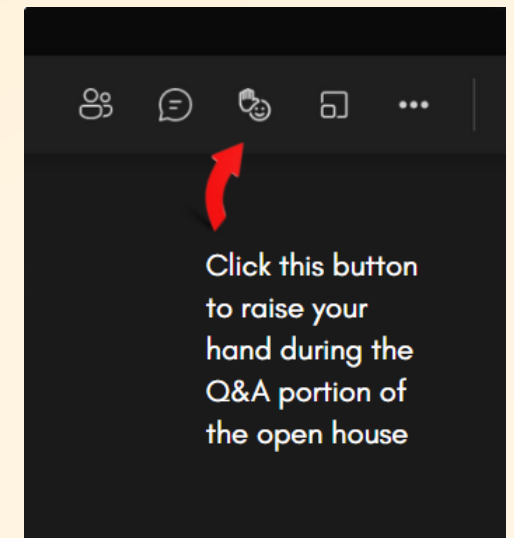 Click this button
to raise your
hand during the
Q&A portion of
the open house